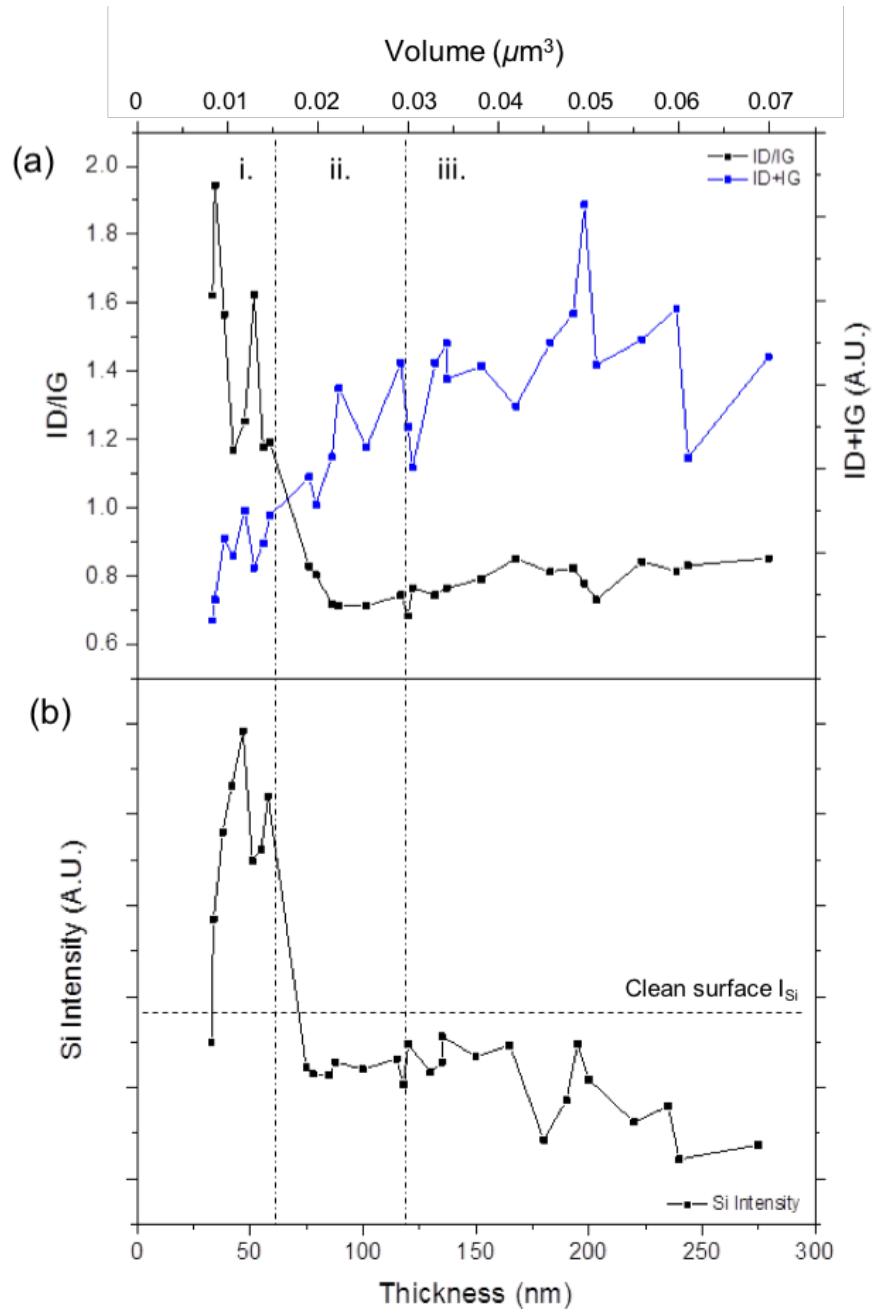 Volume (μm³)
0 0.01 0.02 0.03 0.04 0.05 0.06 0.07
(a)
i. ii. iii.
ID/IG
ID+IG
2.0
1.8
1.6
1.4
1.2
1.0
0.8
0.6
ID/IG
ID+IG (A.U.)
(b)
Si Intensity (A.U.)
Clean surface I_Si
Si Intensity
0 50 100 150 200 250 300
Thickness (nm)